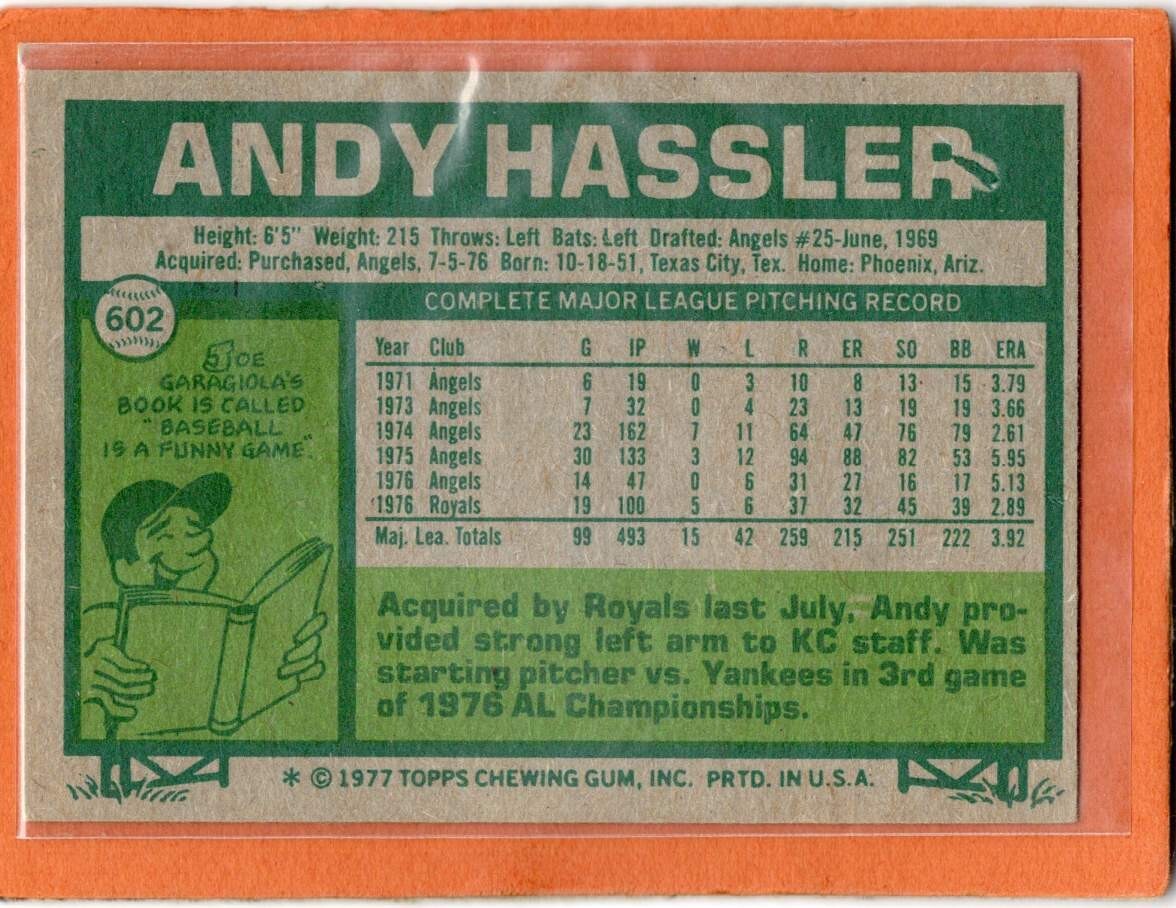 ANDY HASSLER
Height: 6'5" Weight: 215 Throws: Left Bats: Left Drafted: Angels #25-June, 1969
Acquired: Purchased, Angels, 7-5-76 Born: 10-18-51, Texas City, Tex. Home: Phoenix, Ariz.
602
COMPLETE MAJOR LEAGUE PITCHING RECORD
JOE
GARAGIOLA'S
BOOK IS CALLED
"BASEBALL
IS A FUNNY GAME."
Year Club G IP W L R ER SO BB ERA
1971 Angels 6 19 0 3 10 8 13 15 3.79
1973 Angels 7 32 0 4 23 13 19 19 3.66
1974 Angels 23 162 7 11 64 47 76 79 2.61
1975 Angels 30 133 3 12 94 88 82 53 5.95
1976 Angels 14 47 0 6 31 27 16 17 5.13
1976 Royals 19 100 5 6 37 32 45 39 2.89
Maj. Lea. Totals 99 493 15 42 259 215 251 222 3.92
Acquired by Royals last July, Andy pro-
vided strong left arm to KC staff. Was
starting pitcher vs. Yankees in 3rd game
of 1976 AL Championships.
* © 1977 TOPPS CHEWING GUM, INC. PRTD. IN U.S.A.